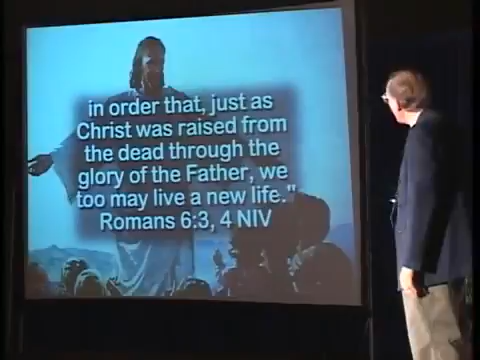 in order that, just as
Christ was raised from
the dead through the
glory of the Father, we
too may live a new life."
Romans 6:3, 4 NIV